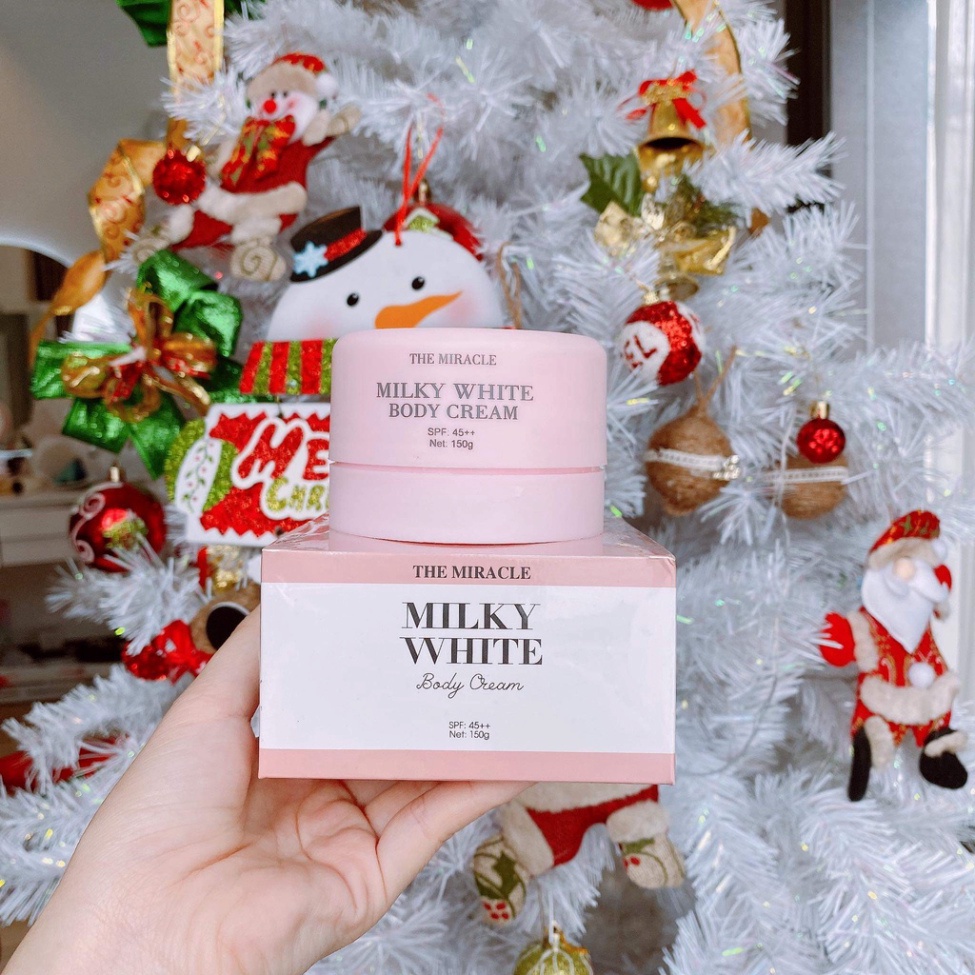 THE MIRACLE
MILKY WHITE
BODY CREAM
SPF: 45++
Net: 150g
THE MIRACLE
MILKY
WHITE
Body Cream
SPF: 45++
Net: 150g